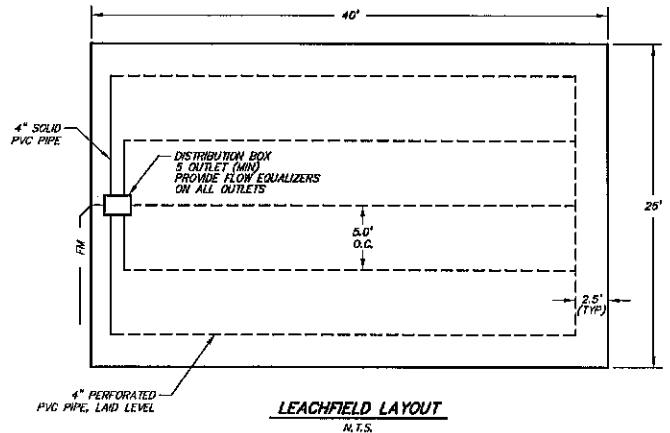 40'
4" SOLID
PVC PIPE
DISTRIBUTION BOX
5 OUTLET (MIN)
PROVIDE FLOW EQUALIZERS
ON ALL OUTLETS
25'
FM
5.0'
O.C.
2.5'
(TYP)
4" PERFORATED
PVC PIPE, LAID LEVEL
LEACHFIELD LAYOUT
N.T.S.